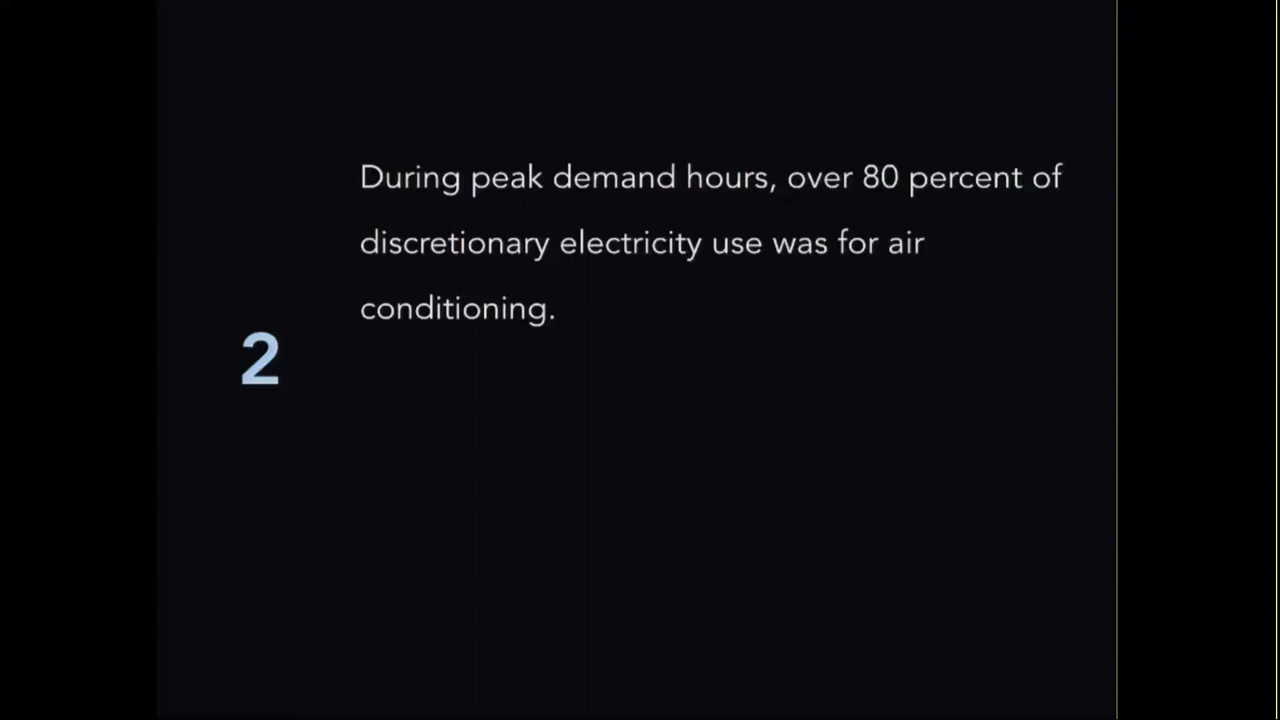 During peak demand hours, over 80 percent of
discretionary electricity use was for air
conditioning.
2